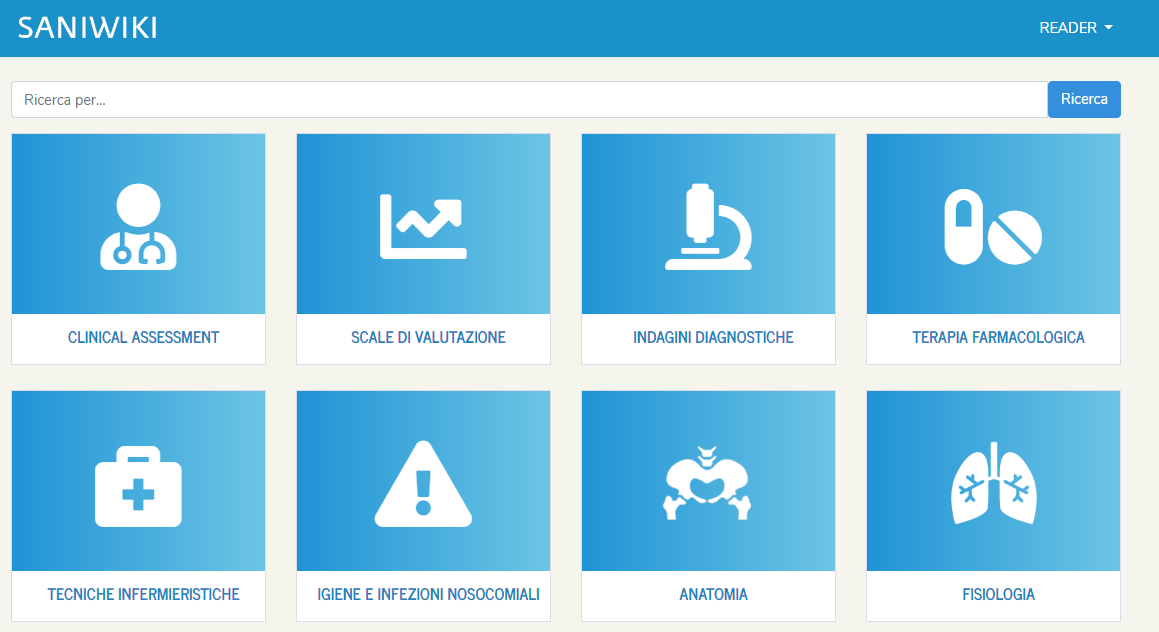 SANIWIKI
READER
Ricerca per...
Ricerca
CLINICAL ASSESSMENT
SCALE DI VALUTAZIONE
INDAGINI DIAGNOSTICHE
TERAPIA FARMACOLOGICA
TECNICHE INFERMIERISTICHE
IGIENE E INFEZIONI NOSOCOMIALI
ANATOMIA
FISIOLOGIA